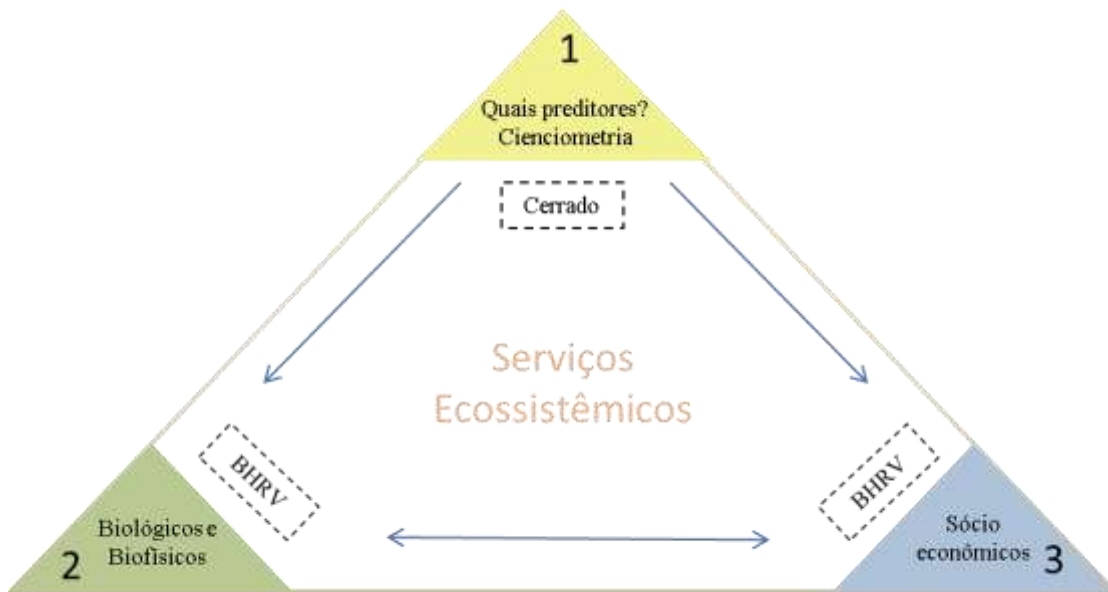 1
Quais preditores?
Cienciometria
Cerrado
Serviços
Ecossistêmicos
BHRV
BHRV
Biológicos e
Biofísicos
2
Sócio
econômicos
3